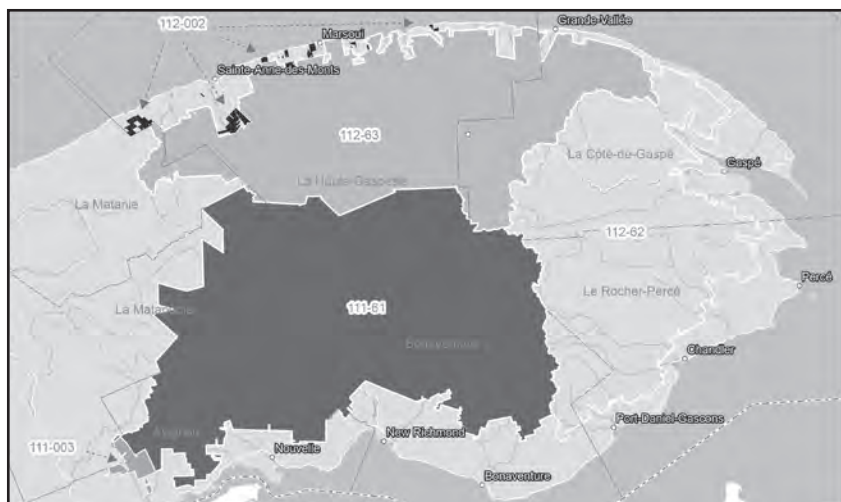 112-002
Grande-Vallée
Marsoui
Sainte-Anne-des-Monts
112-63
La Côté-de-Gaspé
Gaspé
La Haute-Gaspésie
La Matanie
112-62
Percé
Le Rocher-Percé
111-61
Bonaventure
Chandler
Port-Daniel-Gascons
Avignon
New Richmond
111-003
Nouvelle
Bonaventure